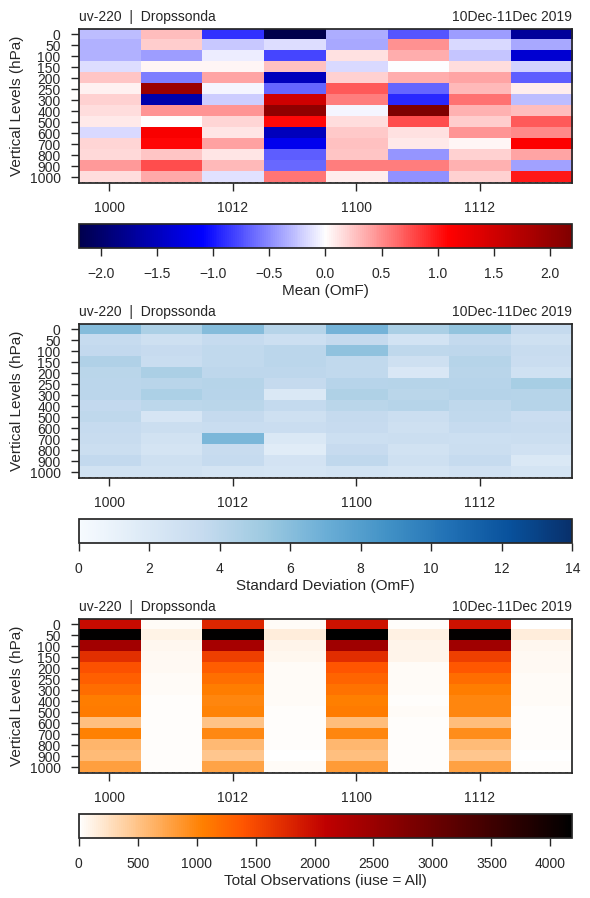 uv-220 | Dropssonda 10Dec-11Dec 2019
Vertical Levels (hPa)
0
50
100
150
200
250
300
400
500
600
700
800
900
1000
1000 1012 1100 1112
−2.0 −1.5 −1.0 −0.5 0.0 0.5 1.0 1.5 2.0
Mean (OmF)
uv-220 | Dropssonda 10Dec-11Dec 2019
Vertical Levels (hPa)
0
50
100
150
200
250
300
400
500
600
700
800
900
1000
1000 1012 1100 1112
0 2 4 6 8 10 12 14
Standard Deviation (OmF)
uv-220 | Dropssonda 10Dec-11Dec 2019
Vertical Levels (hPa)
0
50
100
150
200
250
300
400
500
600
700
800
900
1000
1000 1012 1100 1112
0 500 1000 1500 2000 2500 3000 3500 4000
Total Observations (iuse = All)